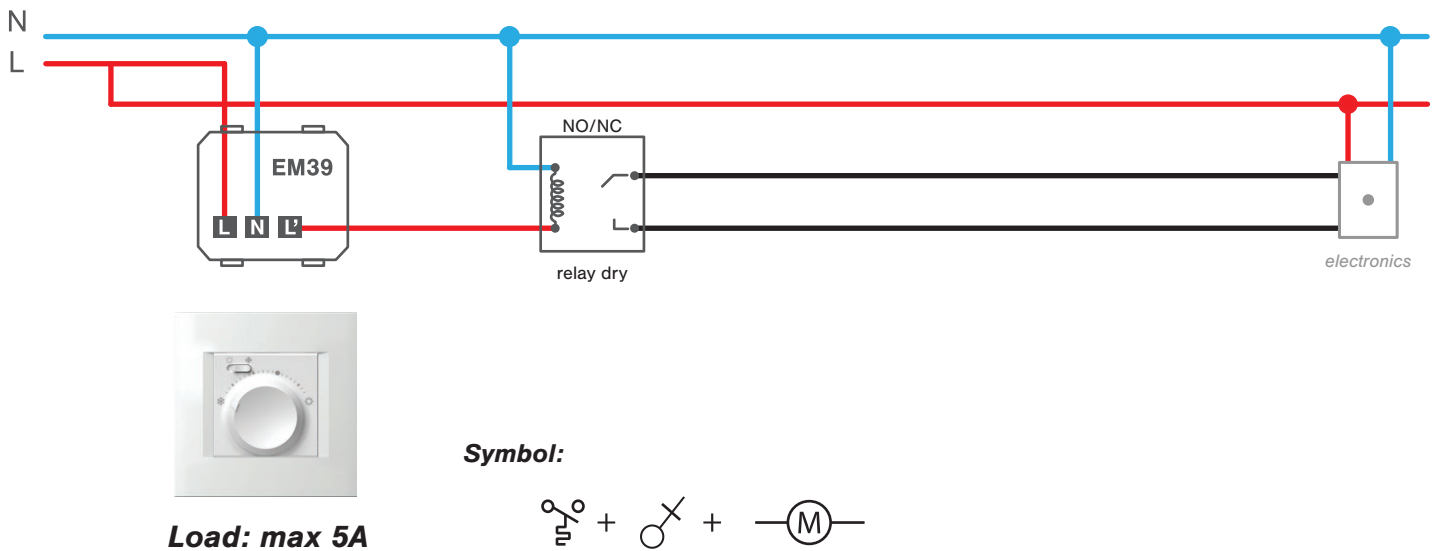 N
L
NO/NC
EM39
L N L'
relay dry
electronics
Symbol:
+ + M
Load: max 5A